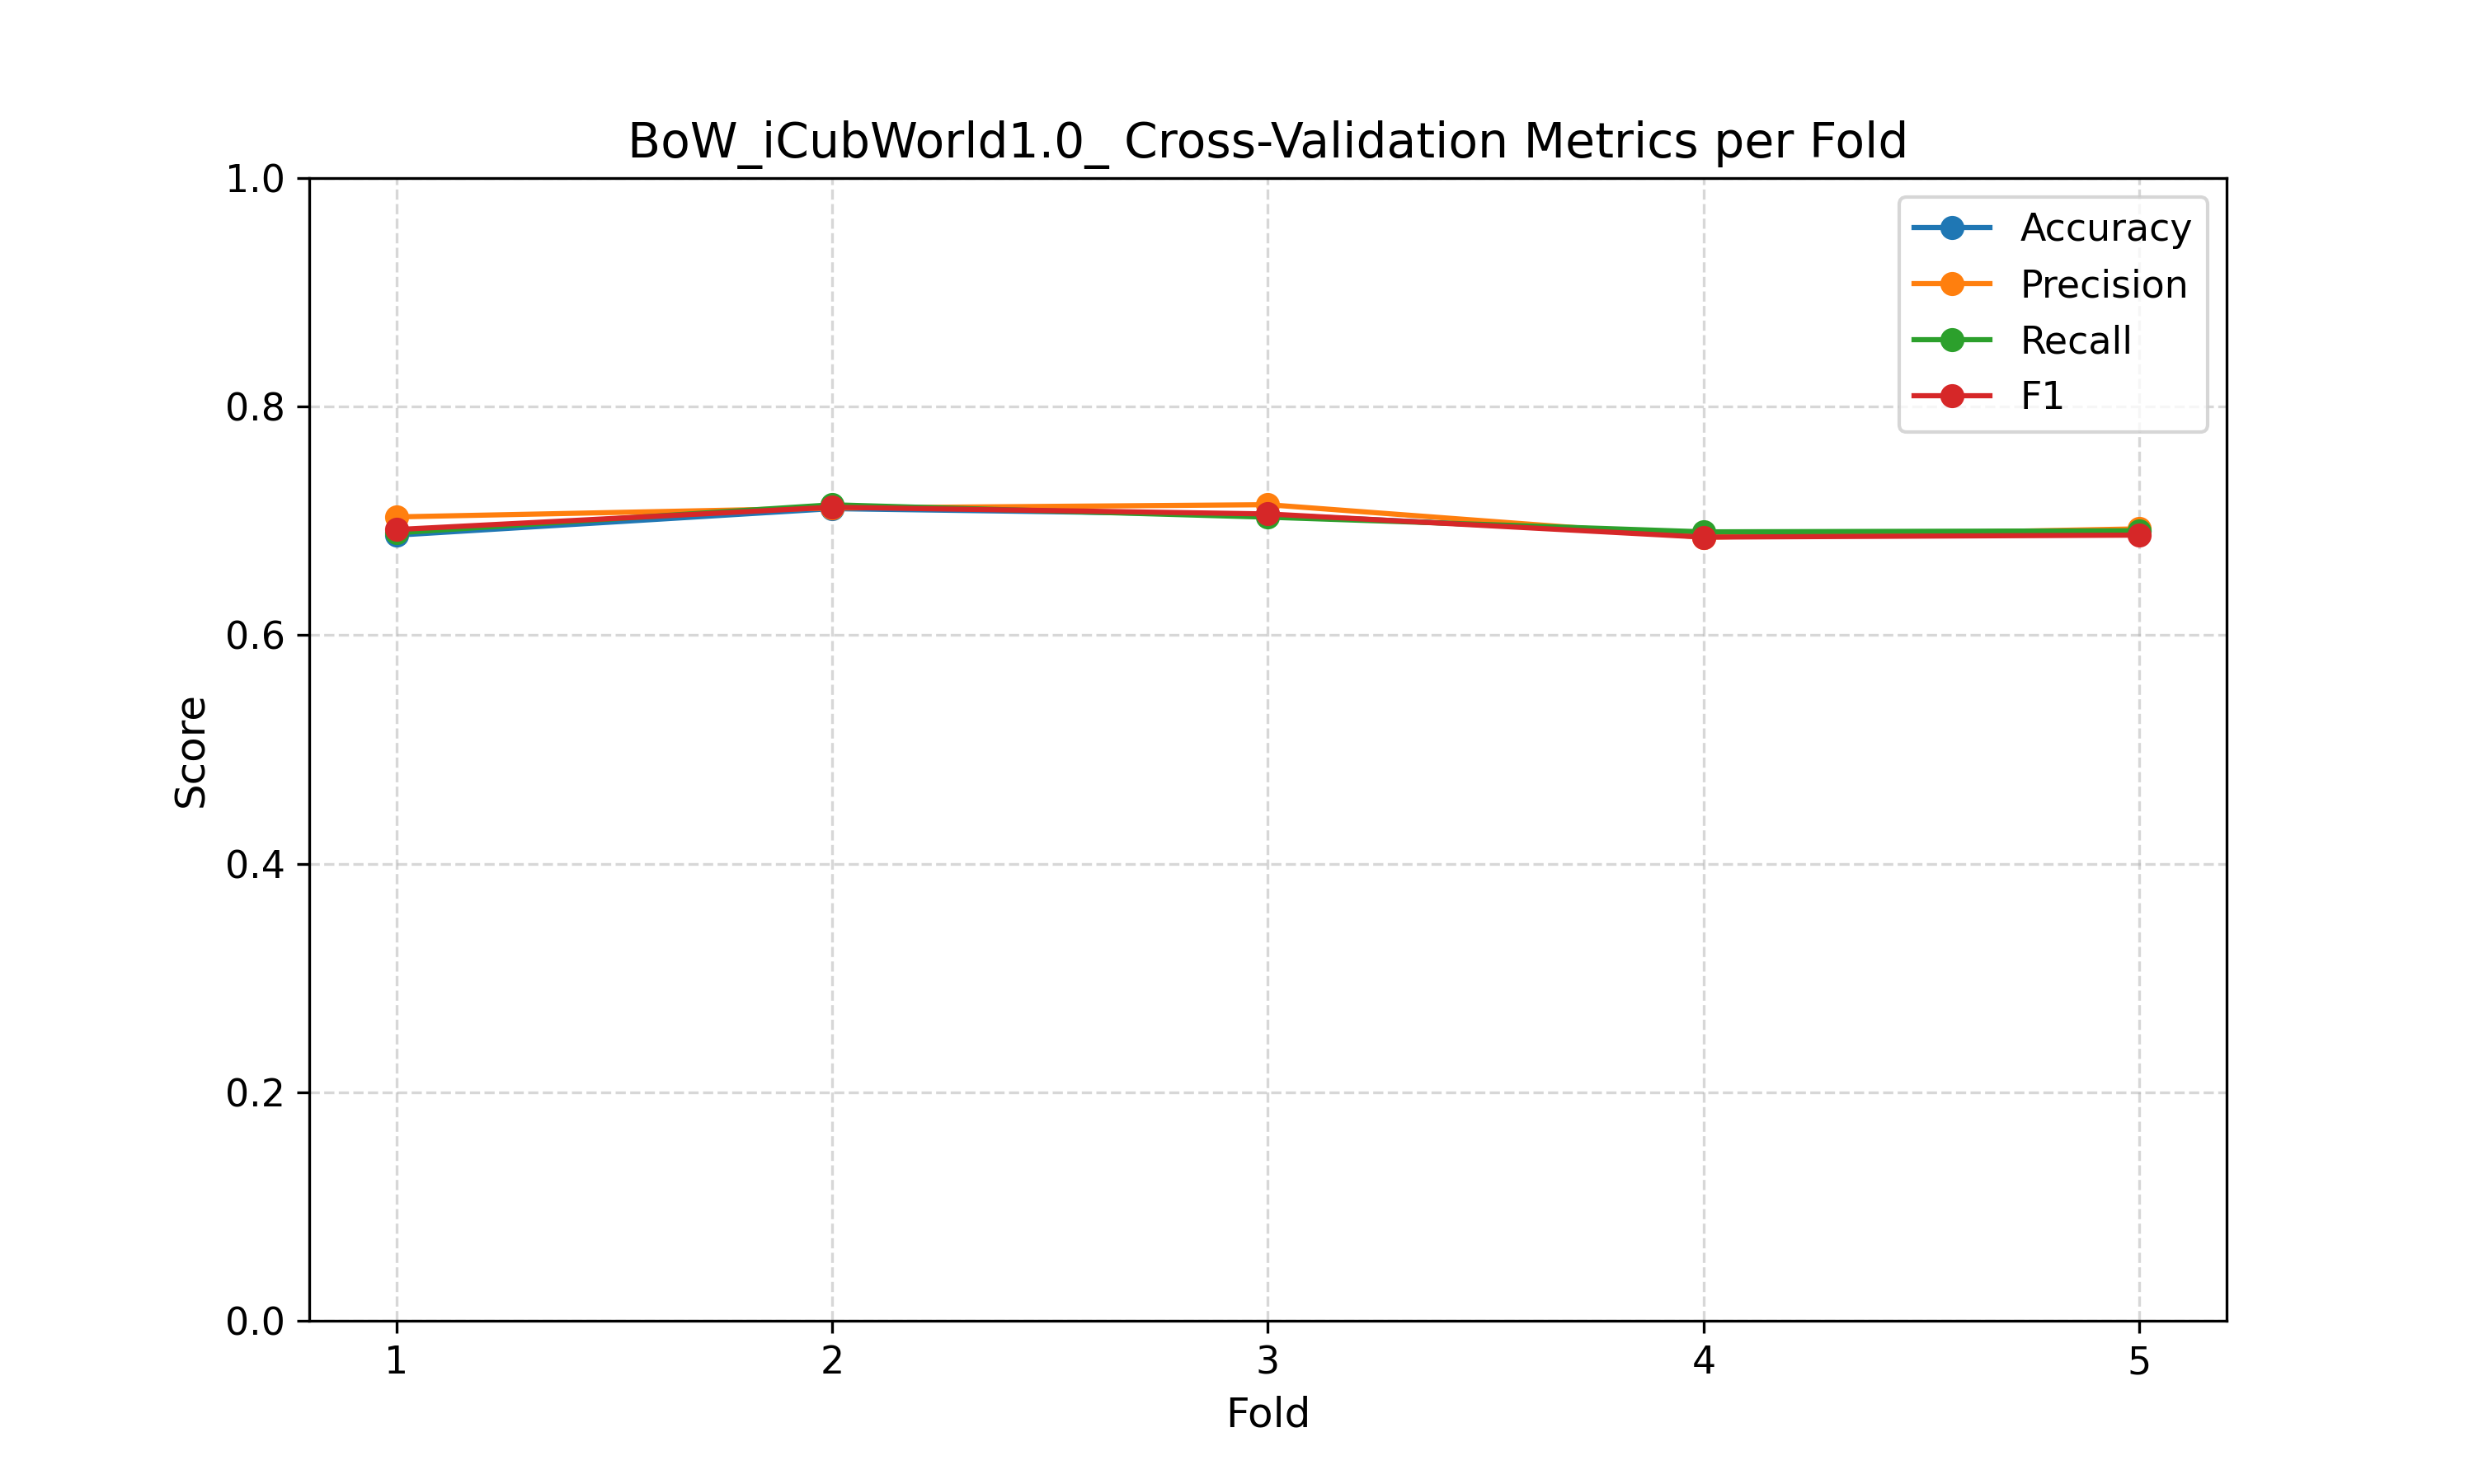 BoW_iCubWorld1.0_ Cross-Validation Metrics per Fold
1.0
0.8
0.6
0.4
0.2
0.0
Score
Accuracy
Precision
Recall
F1
1 2 3 4 5
Fold